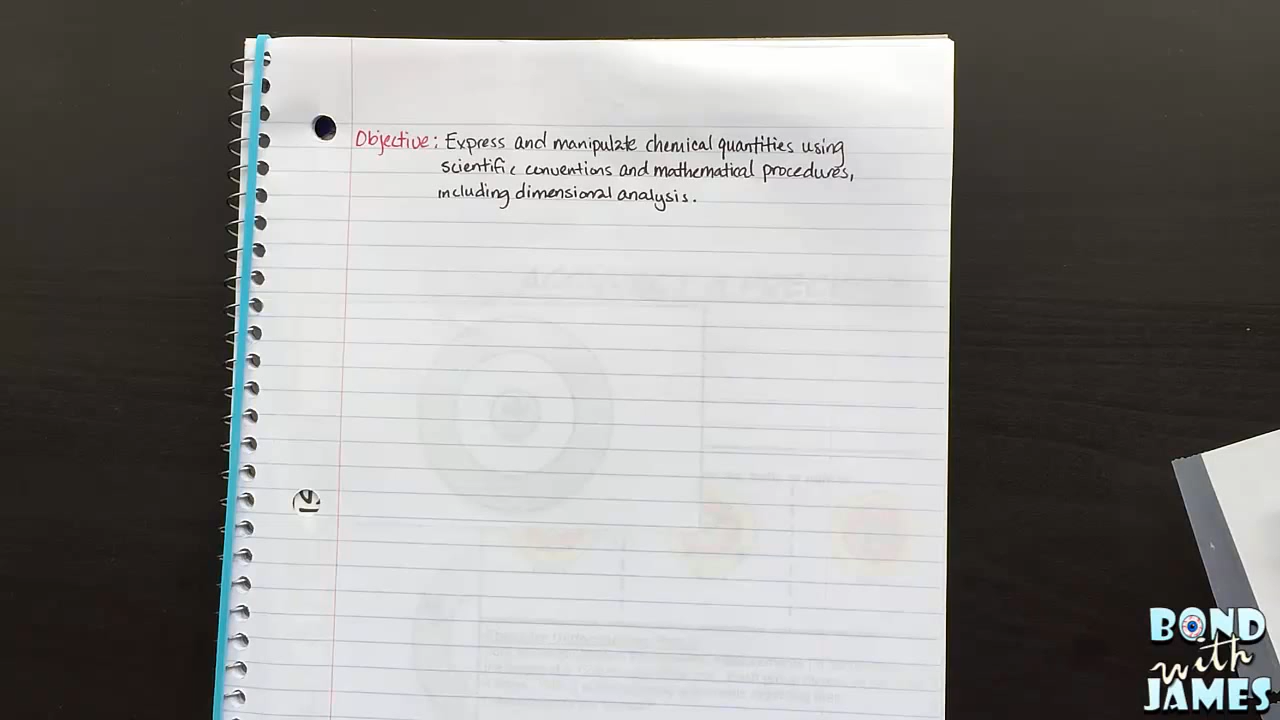 Objective: Express and manipulate chemical quantities using
scientific conventions and mathematical procedures,
including dimensional analysis.
BOND
with
JAMES